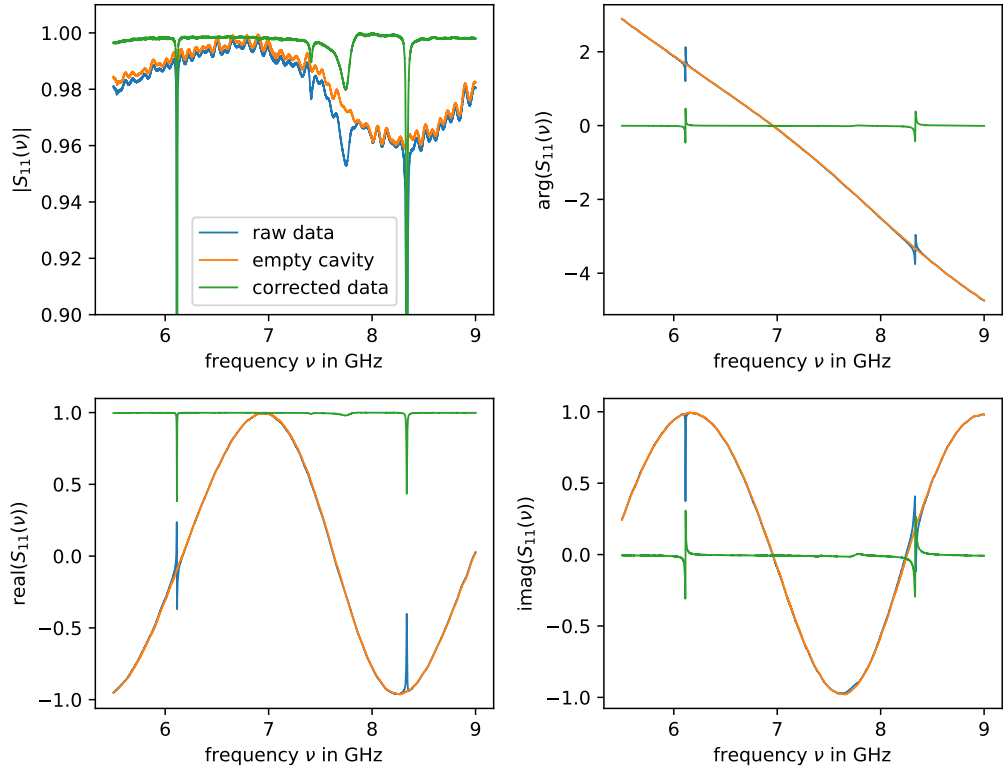 1.00
0.98
0.96
0.94
0.92
0.90
|S₁₁(ν)|
raw data
empty cavity
corrected data
6 7 8 9
frequency ν in GHz
2
0
−2
−4
arg(S₁₁(ν))
6 7 8 9
frequency ν in GHz
1.0
0.5
0.0
−0.5
−1.0
real(S₁₁(ν))
6 7 8 9
frequency ν in GHz
1.0
0.5
0.0
−0.5
−1.0
imag(S₁₁(ν))
6 7 8 9
frequency ν in GHz